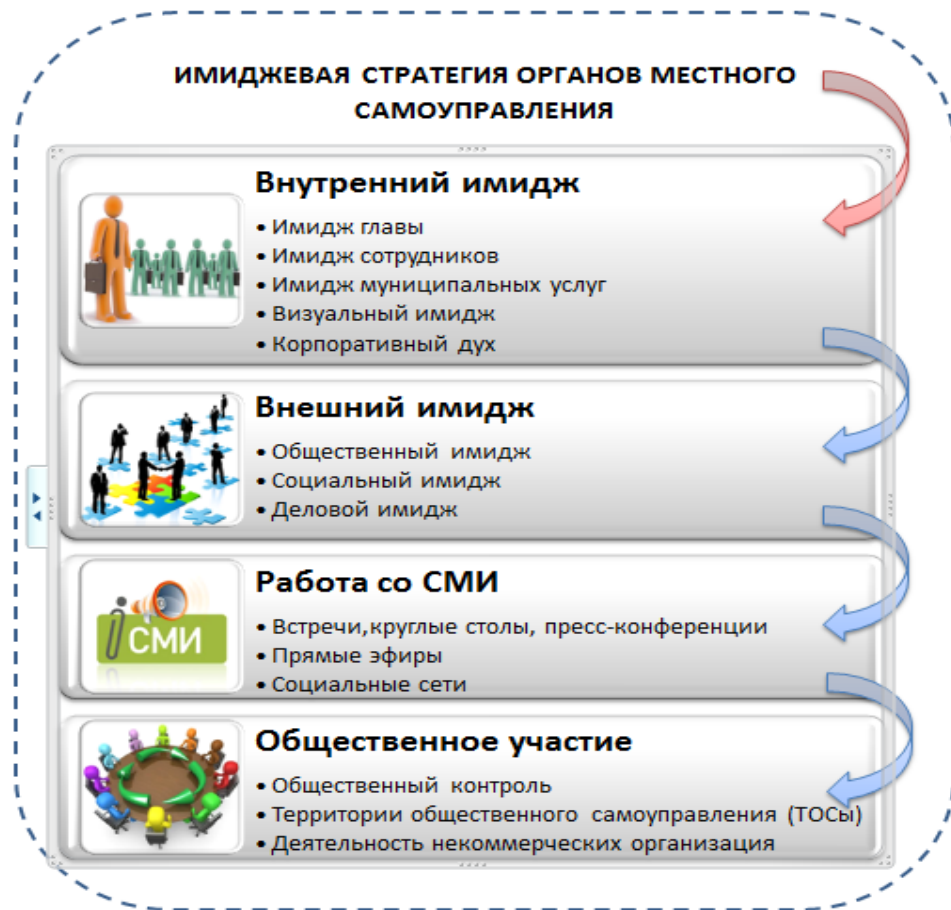 ИМИДЖЕВАЯ СТРАТЕГИЯ ОРГАНОВ МЕСТНОГО
САМОУПРАВЛЕНИЯ
Внутренний имидж
• Имидж главы
• Имидж сотрудников
• Имидж муниципальных услуг
• Визуальный имидж
• Корпоративный дух
Внешний имидж
• Общественный имидж
• Социальный имидж
• Деловой имидж
СМИ
Работа со СМИ
• Встречи,круглые столы, пресс-конференции
• Прямые эфиры
• Социальные сети
Общественное участие
• Общественный контроль
• Территории общественного самоуправления (ТОСы)
• Деятельность некоммерческих организация